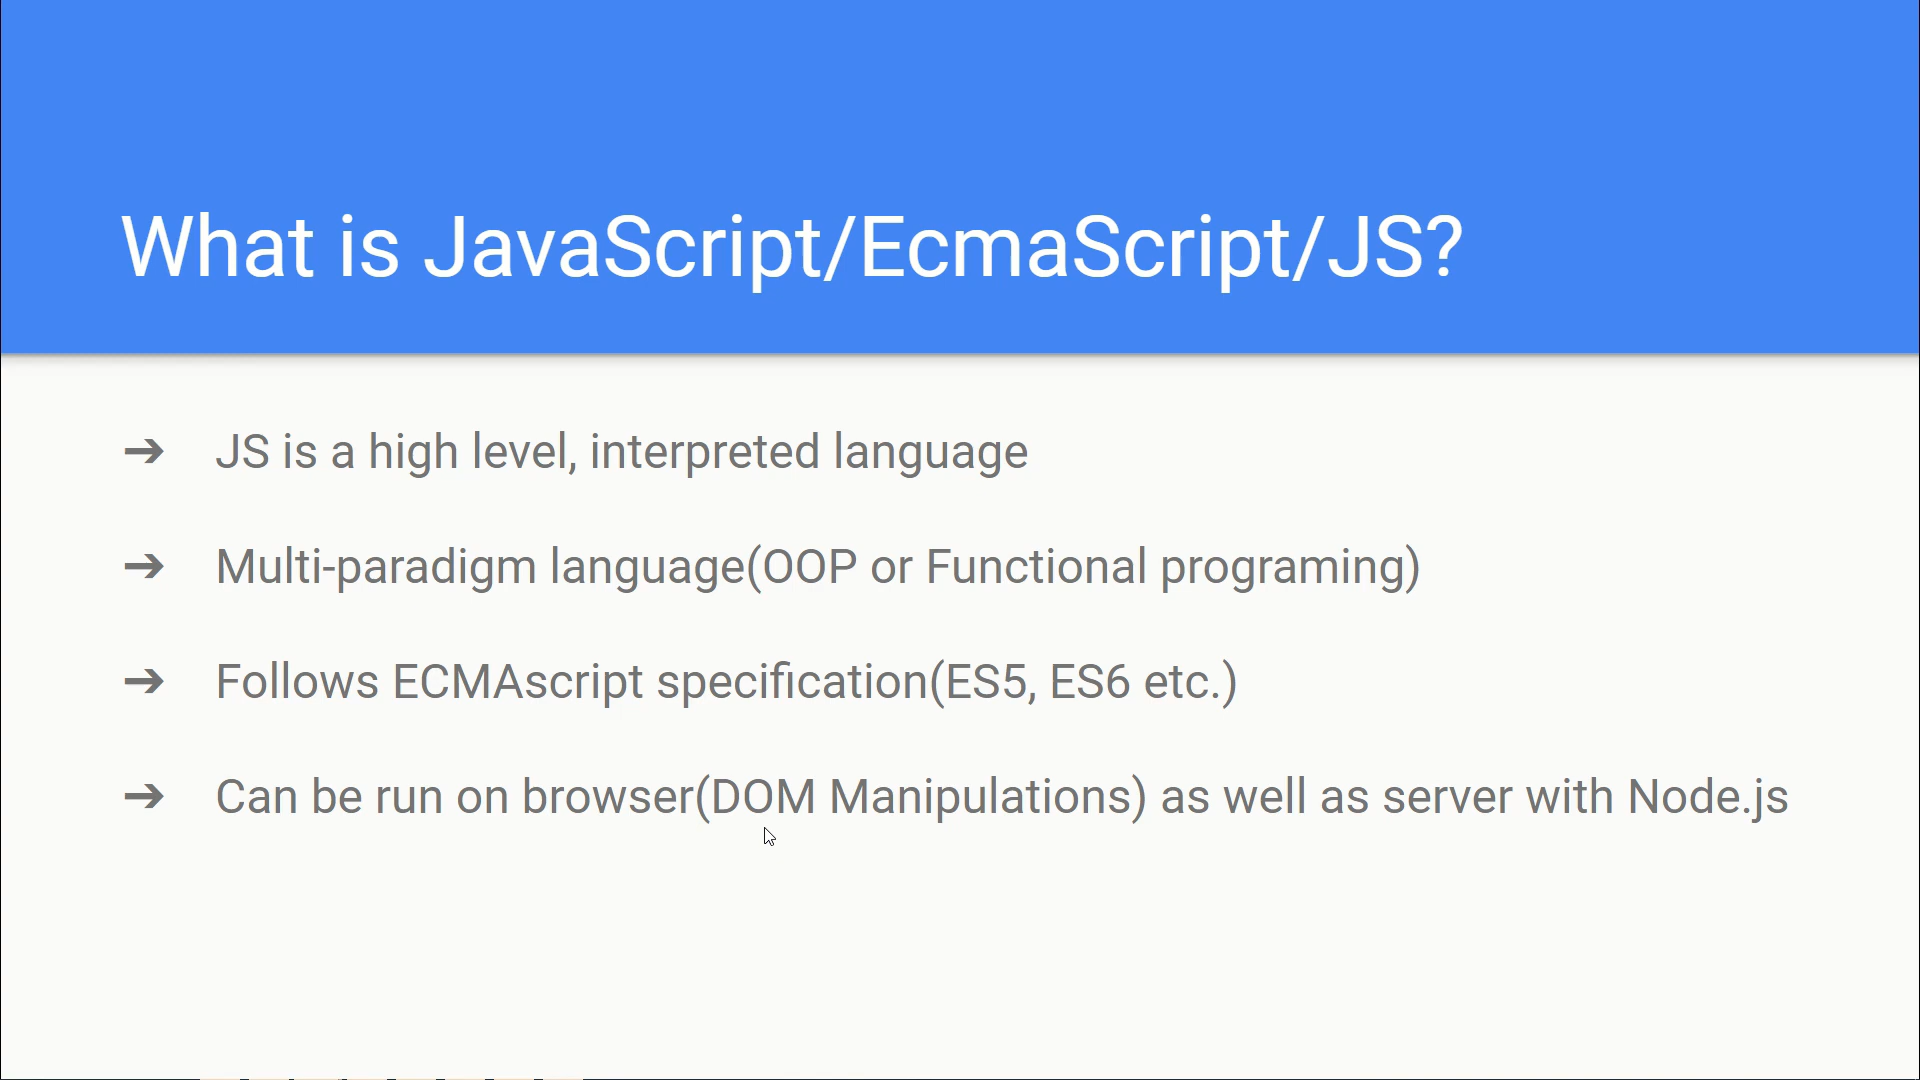 What is JavaScript/EcmaScript/JS?
➔ JS is a high level, interpreted language
➔ Multi-paradigm language(OOP or Functional programing)
➔ Follows ECMAscript specification(ES5, ES6 etc.)
➔ Can be run on browser(DOM Manipulations) as well as server with Node.js